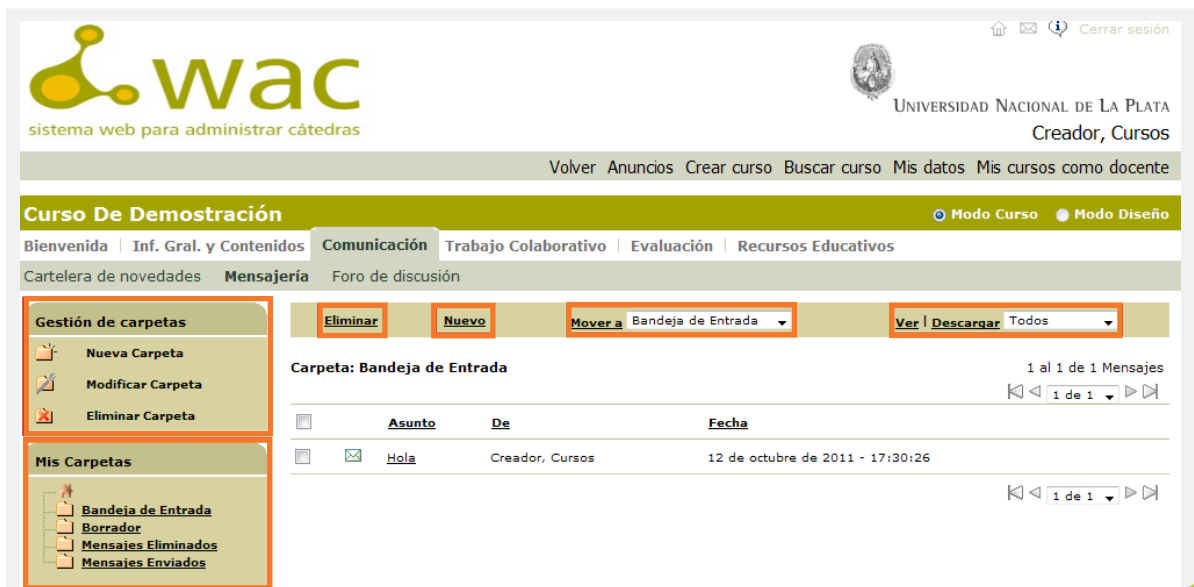 Cerrar sesión
wac
sistema web para administrar cátedras
UNIVERSIDAD NACIONAL DE LA PLATA
Creador, Cursos
Volver Anuncios Crear curso Buscar curso Mis datos Mis cursos como docente
Curso De Demostración Modo Curso Modo Diseño
Bienvenida | Inf. Gral. y Contenidos Comunicación Trabajo Colaborativo | Evaluación | Recursos Educativos
Cartelera de novedades Mensajería Foro de discusión
Gestión de carpetas
Nueva Carpeta
Modificar Carpeta
Eliminar Carpeta
Mis Carpetas
Bandeja de Entrada
Borrador
Mensajes Eliminados
Mensajes Enviados
Eliminar Nuevo Mover a Bandeja de Entrada Ver | Descargar Todos
Carpeta: Bandeja de Entrada 1 al 1 de 1 Mensajes
1 de 1
Asunto De Fecha
Hola Creador, Cursos 12 de octubre de 2011 - 17:30:26
1 de 1